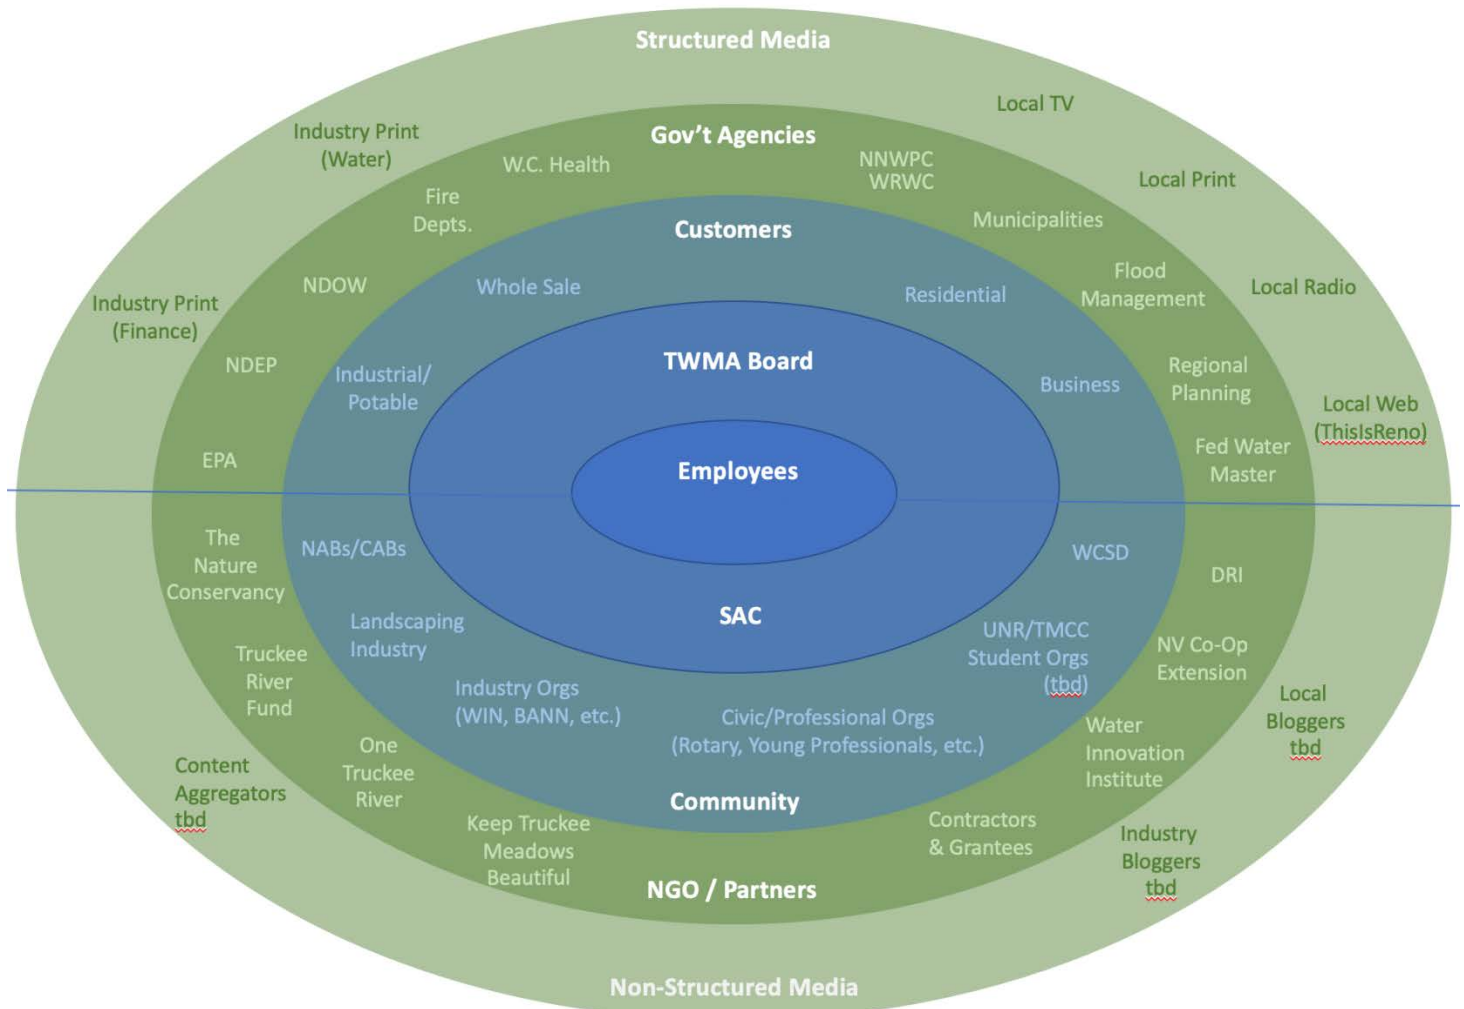 Structured Media
Local TV
Industry Print
(Water)
Gov't Agencies
W.C. Health
NNWPC
WRWC
Local Print
Fire
Depts.
Municipalities
Customers
Flood
Management
NDOW
Whole Sale
Residential
Local Radio
Industry Print
(Finance)
NDEP
Industrial/
Potable
TWMA Board
Business
Regional
Planning
Local Web
(ThisIsReno)
EPA
Employees
Fed Water
Master
The
Nature
Conservancy
NABs/CABs
WCSD
DRI
Landscaping
Industry
SAC
UNR/TMCC
Student Orgs
(tbd)
NV Co-Op
Extension
Truckee
River
Fund
Industry Orgs
(WIN, BANN, etc.)
Civic/Professional Orgs
(Rotary, Young Professionals, etc.)
Local
Bloggers
tbd
Water
Innovation
Institute
One
Truckee
River
Content
Aggregators
tbd
Community
Keep Truckee
Meadows
Beautiful
Contractors
& Grantees
Industry
Bloggers
tbd
NGO / Partners
Non-Structured Media